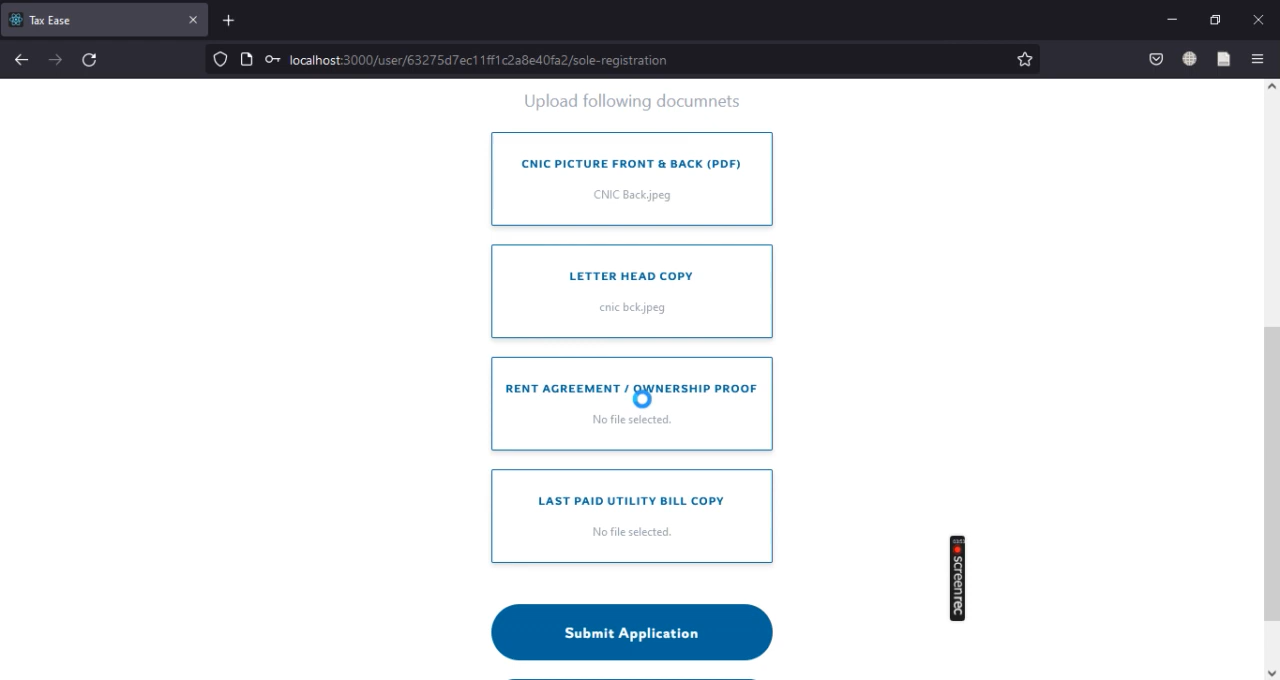 Tax Ease
localhost:3000/user/63275d7ec11ff1c2a8e40fa2/sole-registration
Upload following documnets
CNIC PICTURE FRONT & BACK (PDF)
CNIC Back.jpeg
LETTER HEAD COPY
cnic bck.jpeg
RENT AGREEMENT / OWNERSHIP PROOF
No file selected.
LAST PAID UTILITY BILL COPY
No file selected.
screenrec
Submit Application